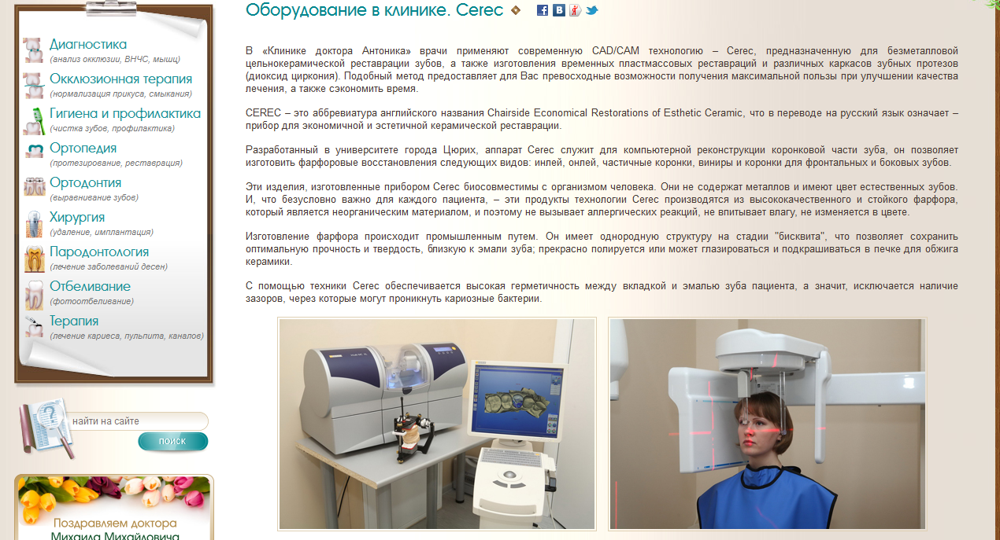 Диагностика
(анализ окклюзии, ВНЧС, мышц)
Окклюзионная терапия
(нормализация прикуса, смыкания)
Гигиена и профилактика
(чистка зубов, профилактика)
Ортопедия
(протезирование, реставрация)
Ортодонтия
(выравнивание зубов)
Хирургия
(удаление, имплантация)
Пародонтология
(лечение заболеваний десен)
Отбеливание
(фотоотбеливание)
Терапия
(лечение кариеса, пульпита, каналов)
найти на сайте
поиск
Поздравляем доктора
Михаила Михайловича
Оборудование в клинике. Cerec
В «Клинике доктора Антоника» врачи применяют современную CAD/CAM технологию – Cerec, предназначенную для безметалловой
цельнокерамической реставрации зубов, а также изготовления временных пластмассовых реставраций и различных каркасов зубных протезов
(диоксид циркония). Подобный метод предоставляет для Вас превосходные возможности получения максимальной пользы при улучшении качества
лечения, а также сэкономить время.
CEREC – это аббревиатура английского названия Chairside Economical Restorations of Esthetic Ceramic, что в переводе на русский язык означает –
прибор для экономичной и эстетичной керамической реставрации.
Разработанный в университете города Цюрих, аппарат Cerec служит для компьютерной реконструкции коронковой части зуба, он позволяет
изготовить фарфоровые восстановления следующих видов: инлей, онлей, частичные коронки, виниры и коронки для фронтальных и боковых зубов.
Эти изделия, изготовленные прибором Cerec биосовместимы с организмом человека. Они не содержат металлов и имеют цвет естественных зубов.
И, что безусловно важно для каждого пациента, – эти продукты технологии Cerec производятся из высококачественного и стойкого фарфора,
который является неорганическим материалом, и поэтому не вызывает аллергических реакций, не впитывает влагу, не изменяется в цвете.
Изготовление фарфора происходит промышленным путем. Он имеет однородную структуру на стадии "бисквита", что позволяет сохранить
оптимальную прочность и твердость, близкую к эмали зуба; прекрасно полируется или может глазироваться и подкрашиваться в печке для обжига
керамики.
С помощью техники Cerec обеспечивается высокая герметичность между вкладкой и эмалью зуба пациента, а значит, исключается наличие
зазоров, через которые могут проникнуть кариозные бактерии.